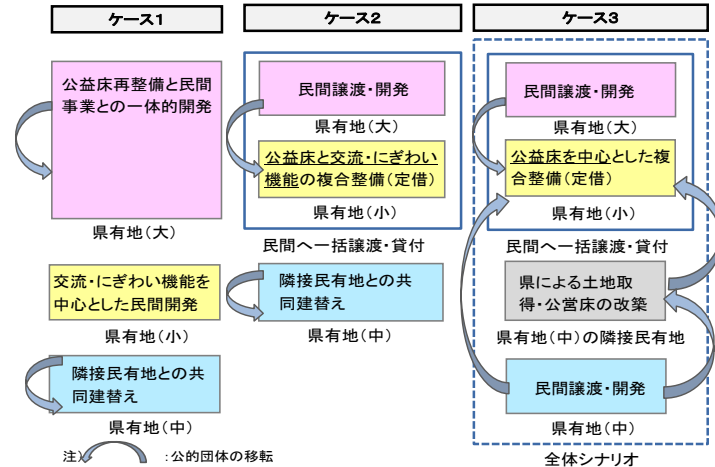 ケース1
公益床再整備と民間
事業との一体的開発
県有地(大)
交流・にぎわい機能を
中心とした民間開発
県有地(小)
隣接民有地との共
同建替え
県有地(中)
注) :公的団体の移転
ケース2
民間譲渡・開発
県有地(大)
公益床と交流・にぎわい
機能の複合整備(定借)
県有地(小)
民間へ一括譲渡・貸付
隣接民有地との共
同建替え
県有地(中)
ケース3
民間譲渡・開発
県有地(大)
公益床を中心とした複
合整備(定借)
県有地(小)
民間へ一括譲渡・貸付
県による土地取
得・公営床の改築
県有地(中)の隣接民有地
民間譲渡・開発
県有地(中)
全体シナリオ